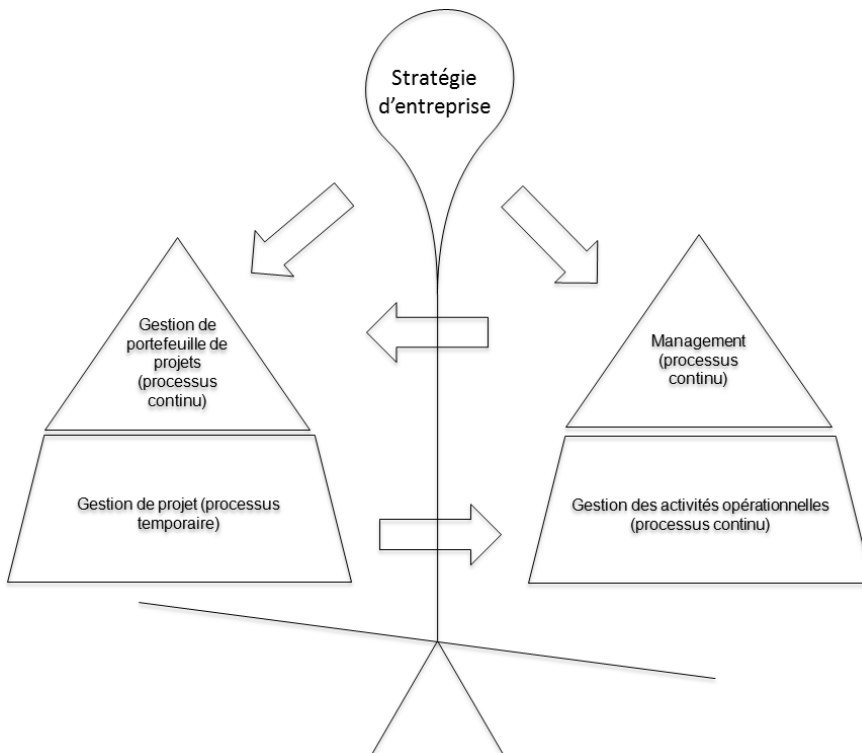 Stratégie
d'entreprise
Gestion de
portefeuille de
projets
(processus
continu)
Management
(processus
continu)
Gestion de projet (processus
temporaire)
Gestion des activités opérationnelles
(processus continu)